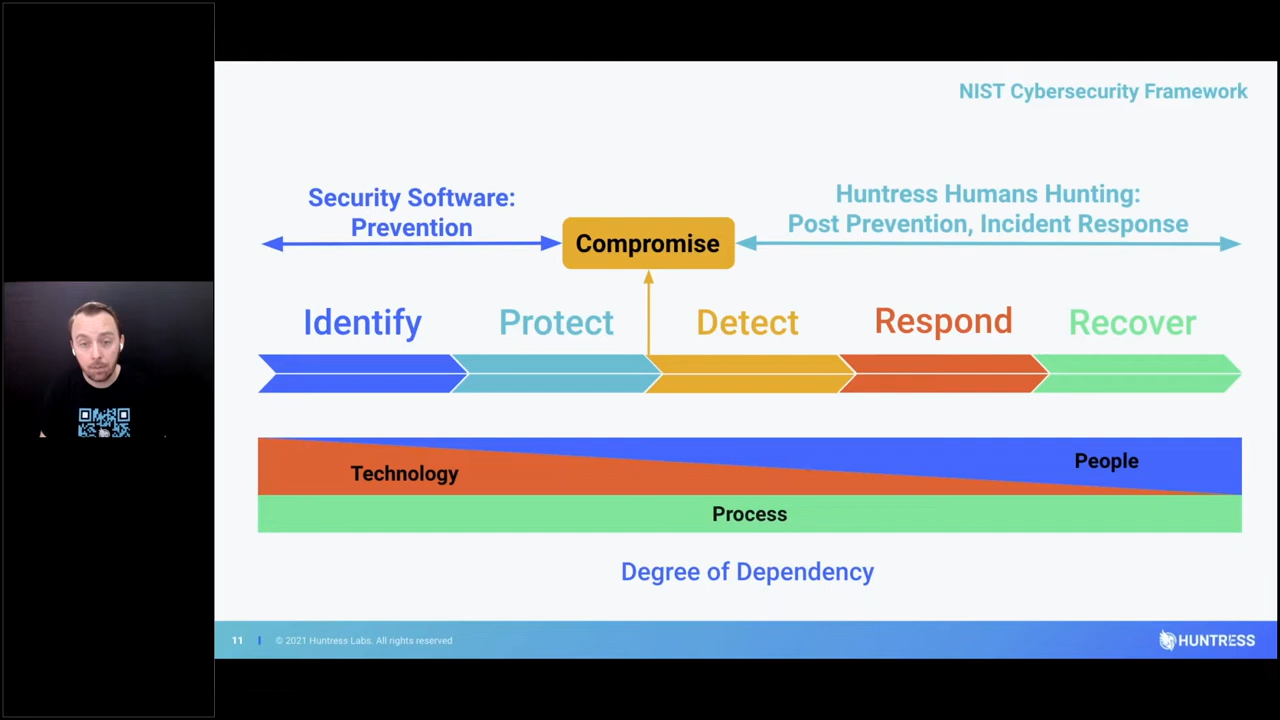 NIST Cybersecurity Framework
Security Software:
Prevention
Huntress Humans Hunting:
Post Prevention, Incident Response
Compromise
Identify
Protect
Detect
Respond
Recover
Technology
People
Process
Degree of Dependency
11 | © 2021 Huntress Labs. All rights reserved
HUNTRESS